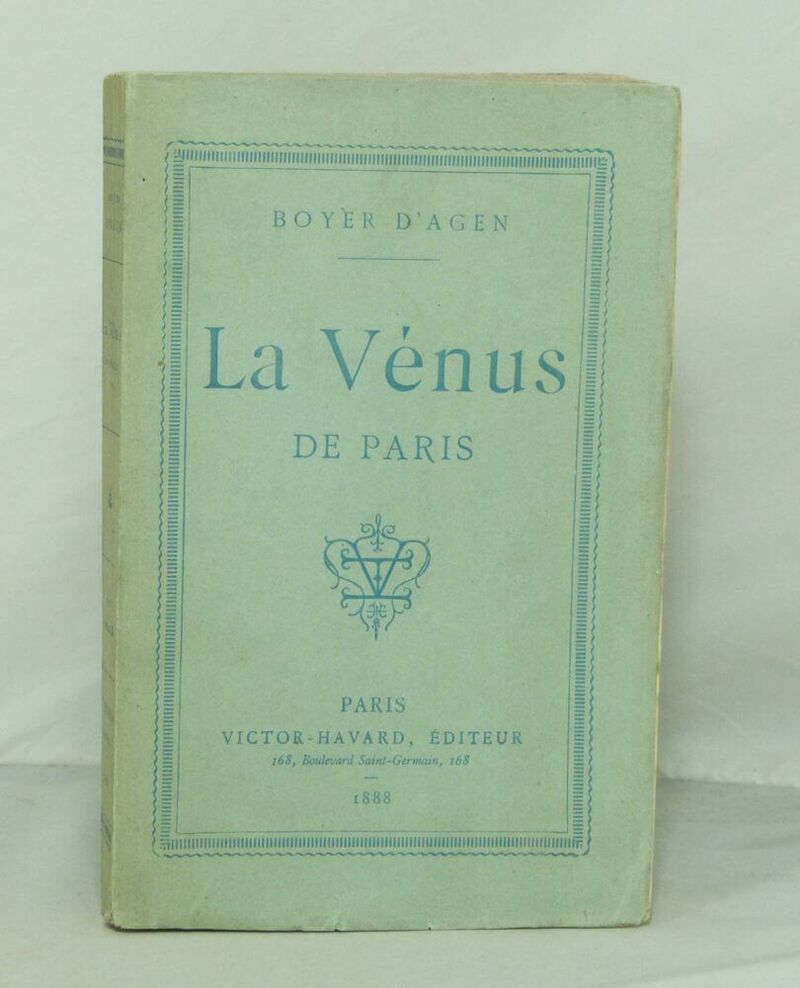 BOYER D'AGEN
La Vénus
DE PARIS
PARIS
VICTOR-HAVARD, ÉDITEUR
168, Boulevard Saint-Germain, 168
1888